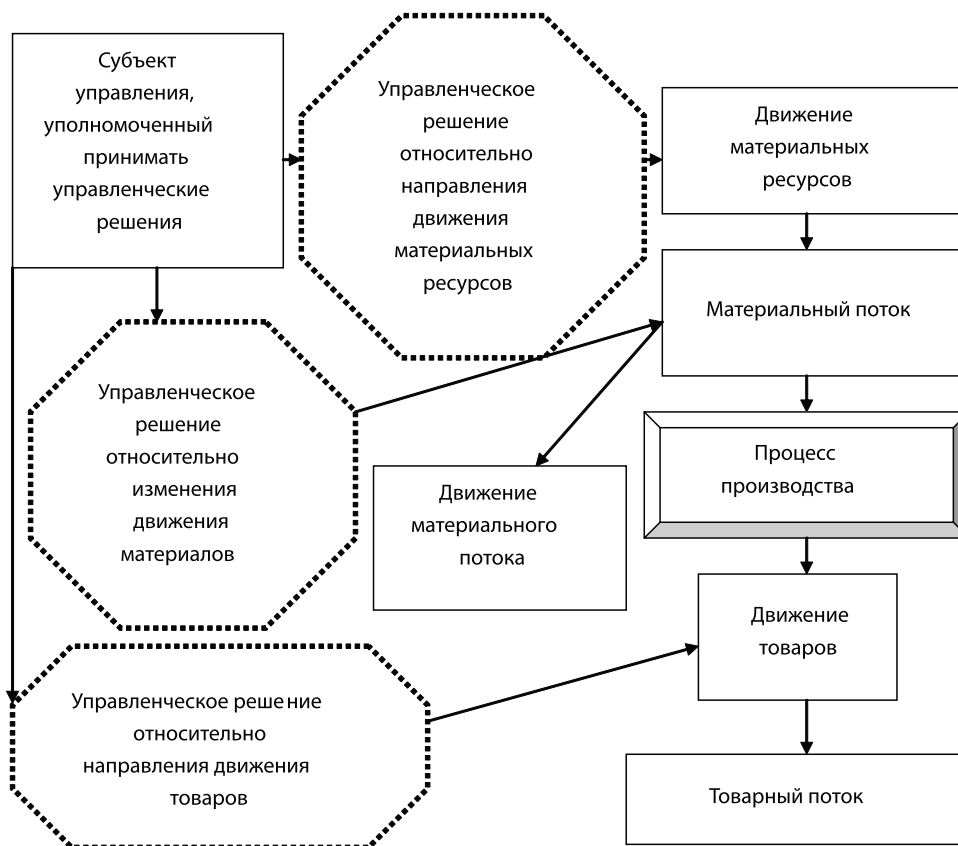 Субъект
управления,
уполномоченный
принимать
управленческие
решения
Управленческое
решение
относительно
направления
движения
материальных
ресурсов
Движение
материальных
ресурсов
Материальный поток
Управленческое
решение
относительно
изменения
движения
материалов
Движение
материального
потока
Процесс
производства
Движение
товаров
Управленческое решение
относительно
направления движения
товаров
Товарный поток